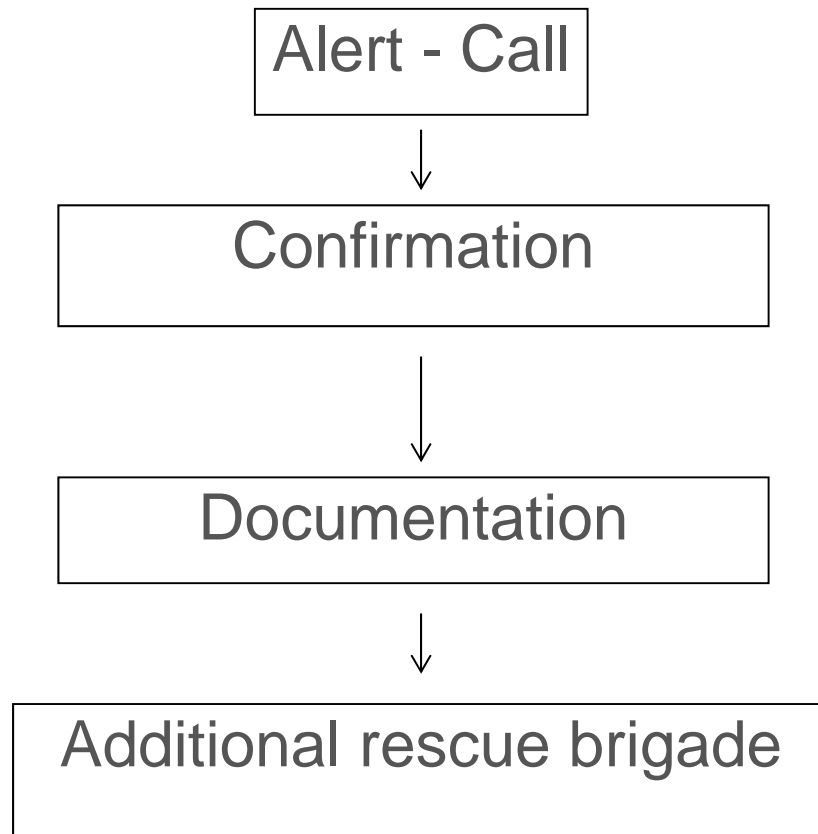 Alert - Call
Confirmation
Documentation
Additional rescue brigade